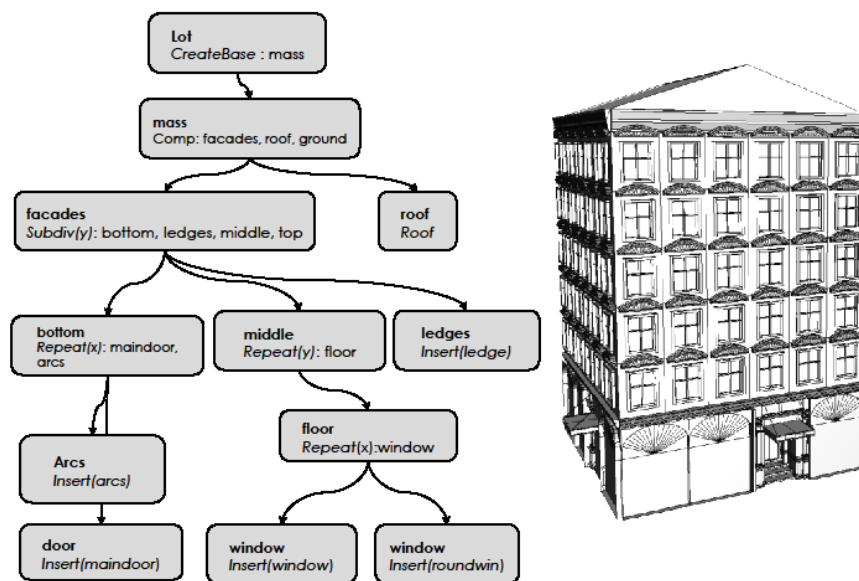 Lot
CreateBase : mass
mass
Comp: facades, roof, ground
facades
Subdiv(y): bottom, ledges, middle, top
roof
Roof
bottom
Repeat(x): maindoor,
arcs
middle
Repeat(y): floor
ledges
Insert(ledge)
floor
Repeat(x):window
Arcs
Insert(arcs)
door
Insert(maindoor)
window
Insert(window)
window
Insert(roundwin)